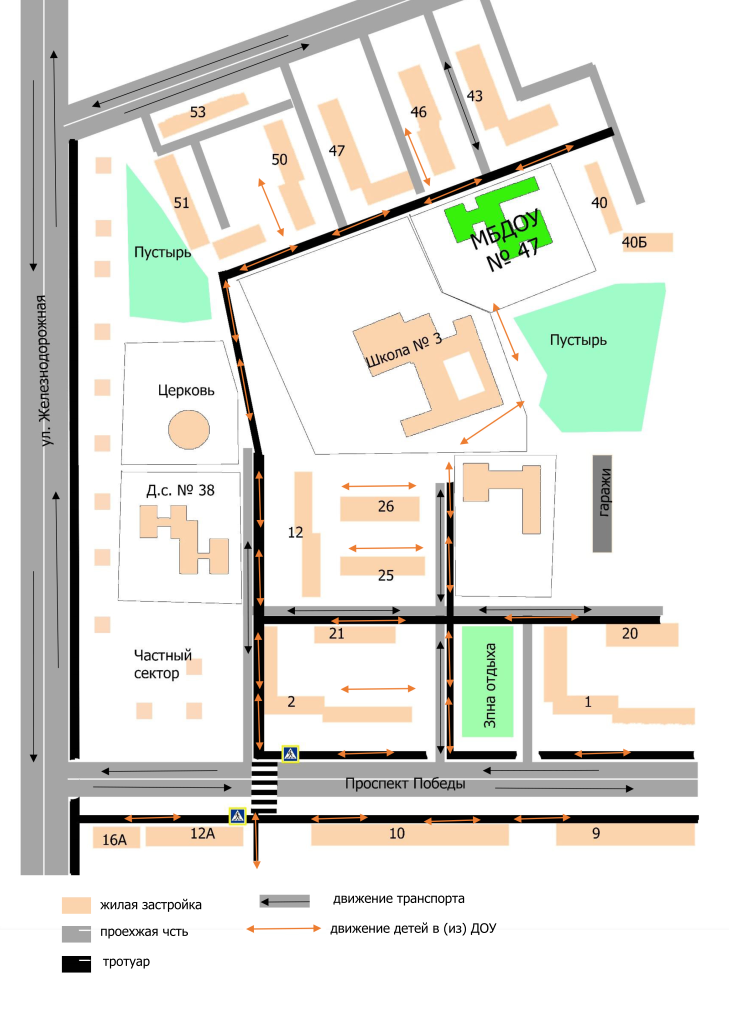 53
46
43
50
47
51
40
40Б
МБДОУ
№ 47
Пустырь
Пустырь
Школа № 3
ул. Железнодорожная
Церковь
Д.с. № 38
26
12
25
гаражи
21
20
Частный
сектор
2
Зпна отдыха
1
Проспект Победы
16А
12А
10
9
жилая застройка
проехжая чсть
тротуар
движение транспорта
движение детей в (из) ДОУ